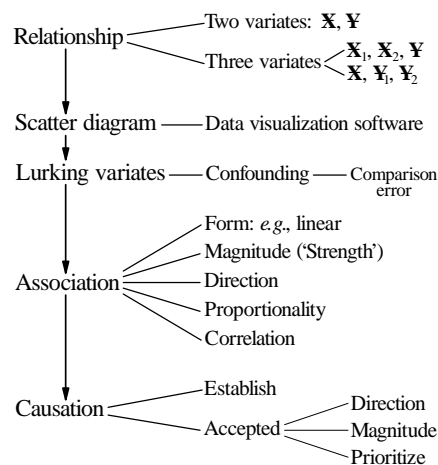 Relationship
Two variates: X, Y
Three variates
X₁, X₂, Y
X, Y₁, Y₂
Scatter diagram
Data visualization software
Lurking variates
Confounding
Comparison
error
Association
Form: e.g., linear
Magnitude (‘Strength’)
Direction
Proportionality
Correlation
Causation
Establish
Accepted
Direction
Magnitude
Prioritize